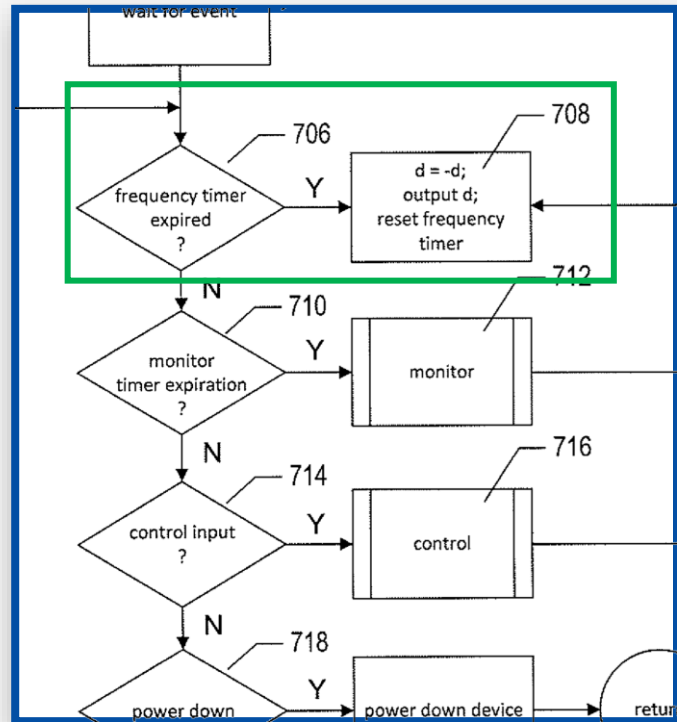 wait for event
706
708
frequency timer
expired
?
Y
d = -d;
output d;
reset frequency
timer
N
710
712
monitor
timer expiration
?
Y
monitor
N
714
716
control input
?
Y
control
N
718
power down
Y
power down device